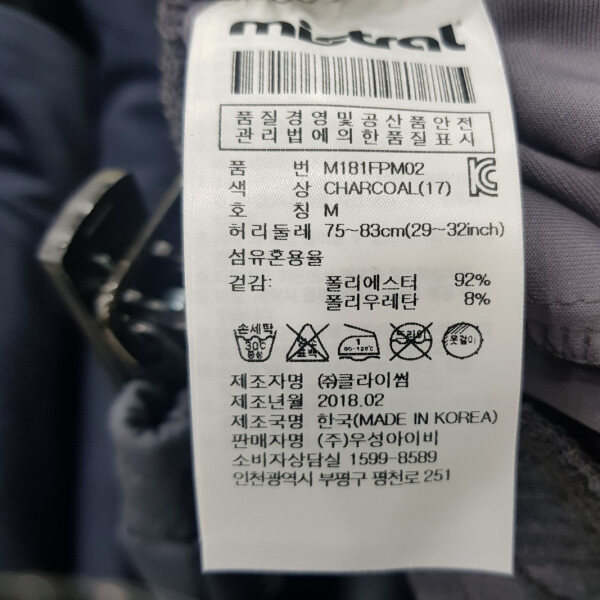 mistral
품질경영및공산품안전
관리법에의한품질표시
품 번 M181FPM02
색 상 CHARCOAL(17)
호 칭 M
허리둘레 75~83cm(29~32inch)
섬유혼용율
겉감: 폴리에스터 92%
폴리우레탄 8%
손세탁 30℃ 중성
표백
1 80~120℃
드라이
옷걸이
제조자명 ㈜클라이썸
제조년월 2018.02
제조국명 한국(MADE IN KOREA)
판매자명 (주)우성아이비
소비자상담실 1599-8589
인천광역시 부평구 평천로 251